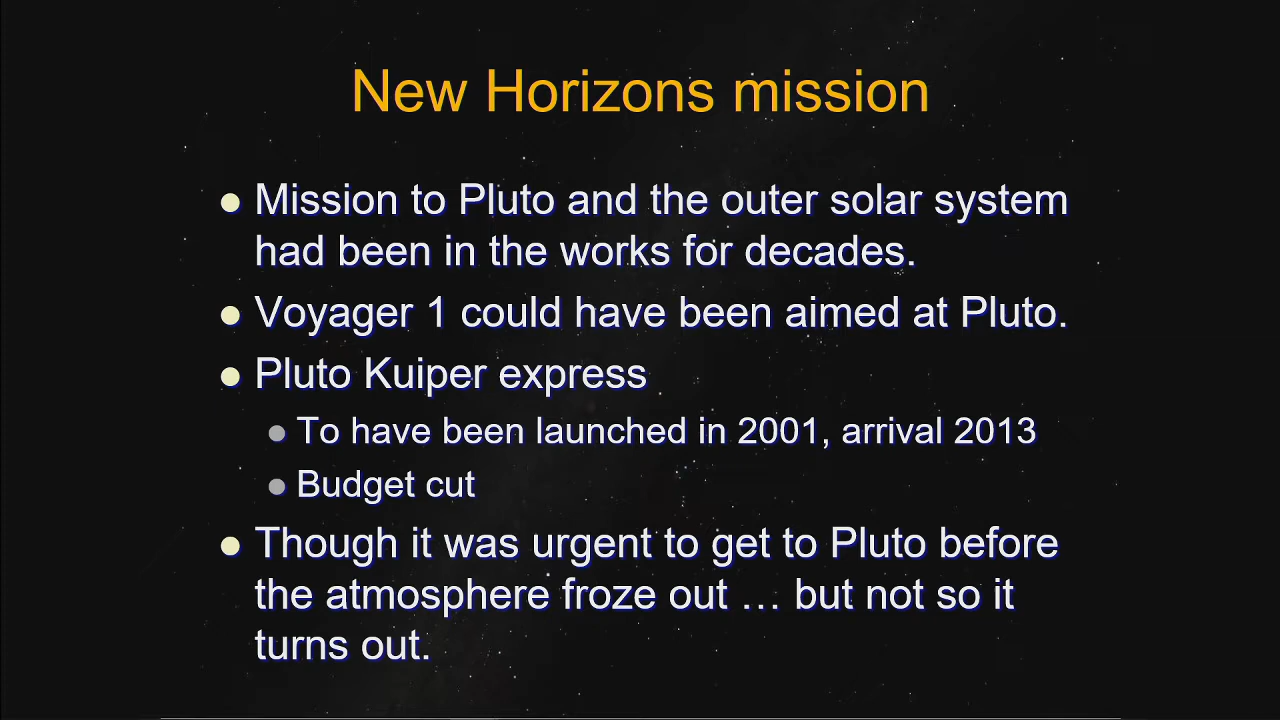 New Horizons mission
Mission to Pluto and the outer solar system
had been in the works for decades.
Voyager 1 could have been aimed at Pluto.
Pluto Kuiper express
To have been launched in 2001, arrival 2013
Budget cut
Though it was urgent to get to Pluto before
the atmosphere froze out … but not so it
turns out.